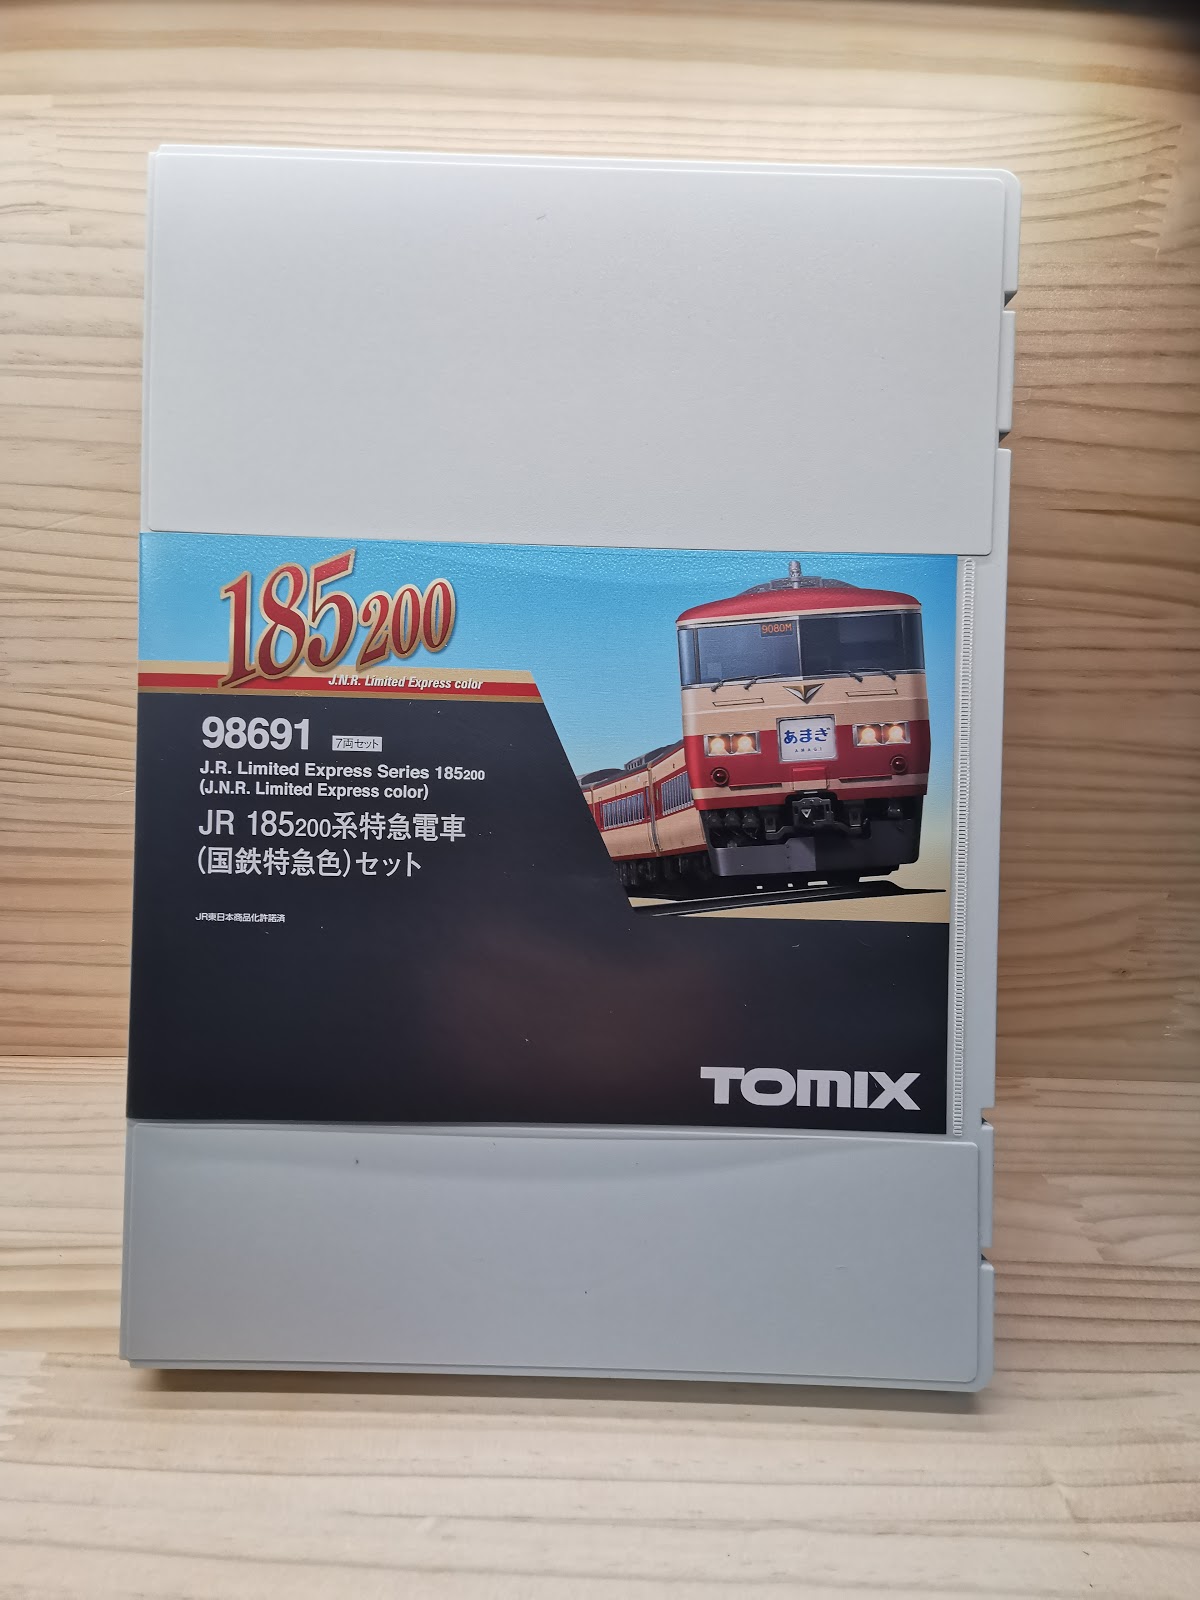 185 200
J.N.R. Limited Express color
9080M
あまぎ
AMAGI
98691 7両セット
J.R. Limited Express Series 185200
(J.N.R. Limited Express color)
JR 185200系特急電車
(国鉄特急色)セット
JR東日本商品化許諾済
TOMIX